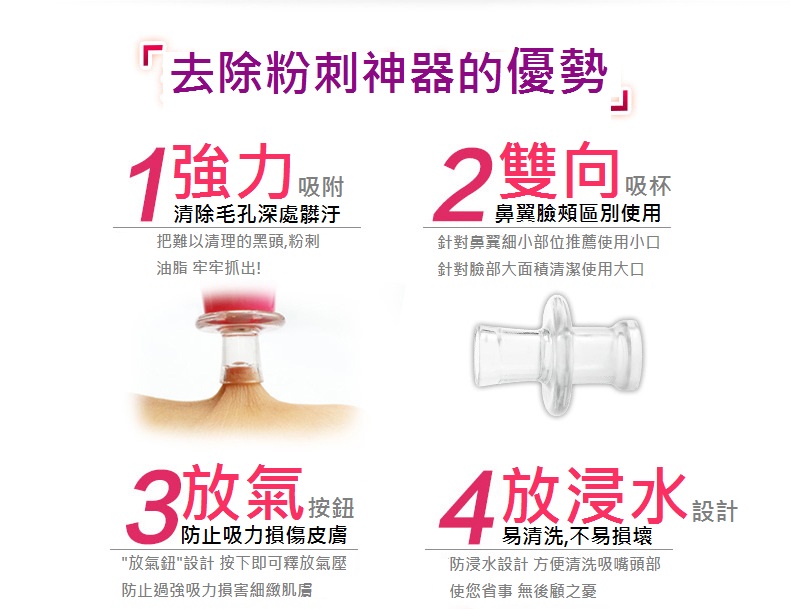 「去除粉刺神器的優勢」
1強力吸附
清除毛孔深處髒汙
把難以清理的黑頭,粉刺
油脂 牢牢抓出!
2雙向吸杯
鼻翼臉頰區別使用
針對鼻翼細小部位推薦使用小口
針對臉部大面積清潔使用大口
3放氣按鈕
防止吸力損傷皮膚
"放氣鈕"設計 按下即可釋放氣壓
防止過強吸力損害細緻肌膚
4放浸水設計
易清洗,不易損壞
防浸水設計 方便清洗吸嘴頭部
使您省事 無後顧之憂